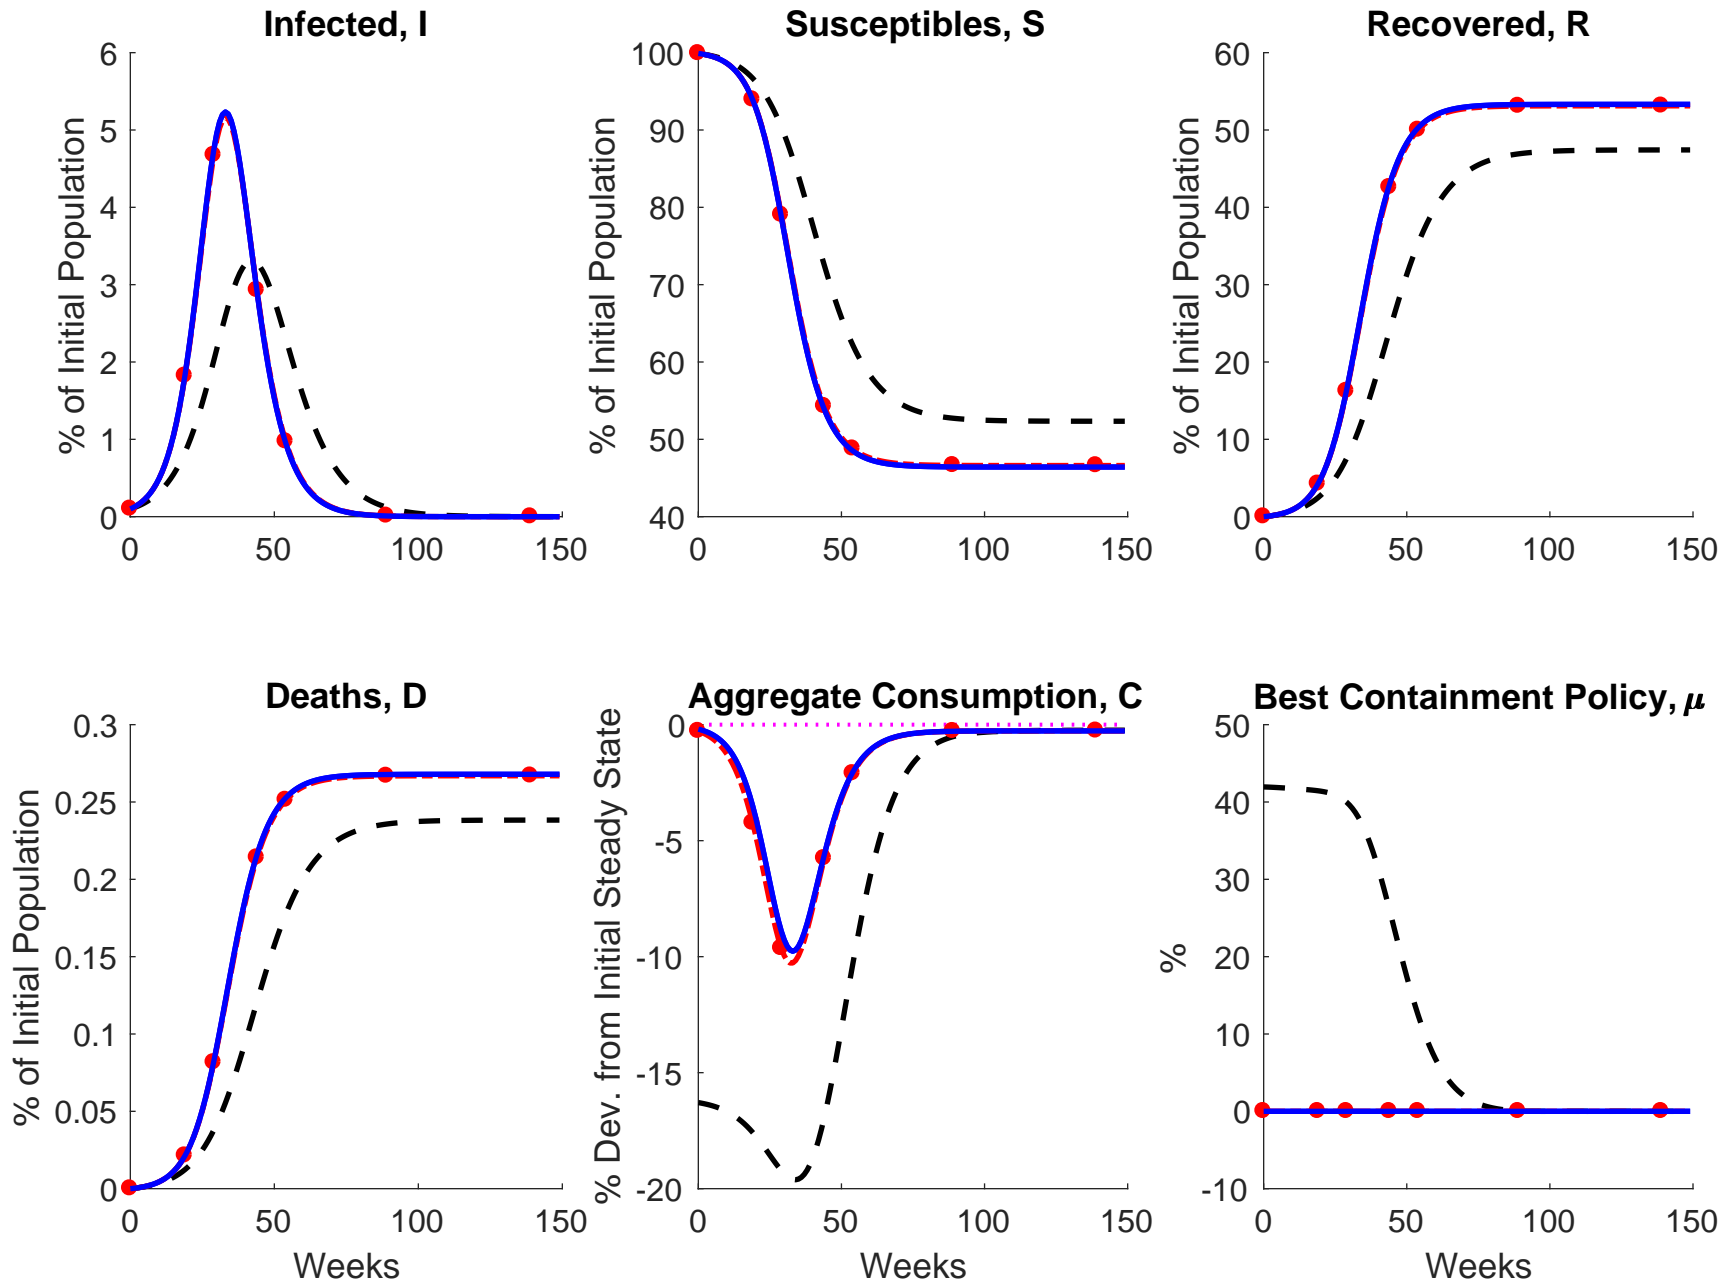 Infected, I
% of Initial Population
6
5
4
3
2
1
0
0 50 100 150
Susceptibles, S
% of Initial Population
100
90
80
70
60
50
40
0 50 100 150
Recovered, R
% of Initial Population
60
50
40
30
20
10
0
0 50 100 150
Deaths, D
% of Initial Population
0.3
0.25
0.2
0.15
0.1
0.05
0
0 50 100 150
Weeks
Aggregate Consumption, C
% Dev. from Initial Steady State
0
-5
-10
-15
-20
0 50 100 150
Weeks
Best Containment Policy, μ
%
50
40
30
20
10
0
-10
0 50 100 150
Weeks